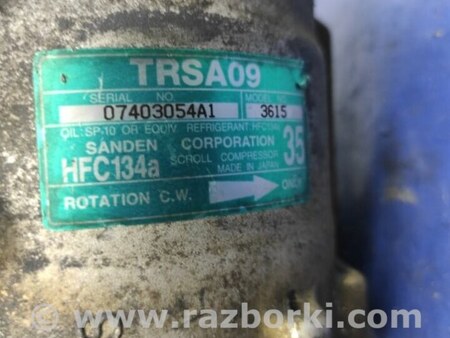 TRSA09
SERIAL NO. MODEL
07403054A1 3615
OIL: SP-10 OR EQUIV. REFRIGERANT HFC134a
SANDEN CORPORATION 35
HFC134a SCROLL COMPRESSOR
MADE IN JAPAN
ROTATION C.W. ONLY
www.razborki.com